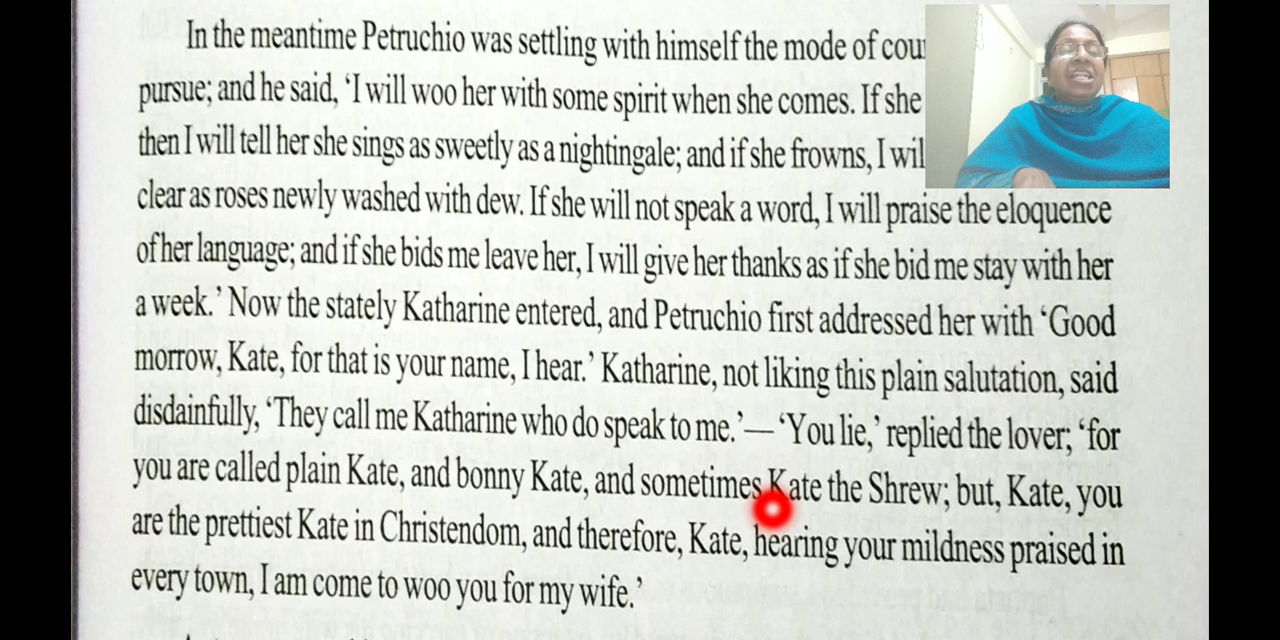 In the meantime Petruchio was settling with himself the mode of
pursue; and he said, ‘I will woo her with some spirit when she comes. If she
then I will tell her she sings as sweetly as a nightingale; and if she frowns, I
clear as roses newly washed with dew. If she will not speak a word, I will praise the eloquence
of her language; and if she bids me leave her, I will give her thanks as if she bid me stay with her
a week.’ Now the stately Katharine entered, and Petruchio first addressed her with ‘Good
morrow, Kate, for that is your name, I hear.’ Katharine, not liking this plain salutation, said
disdainfully, ‘They call me Katharine who do speak to me.’— ‘You lie,’ replied the lover; ‘for
you are called plain Kate, and bonny Kate, and sometimes Kate the Shrew; but, Kate, you
are the prettiest Kate in Christendom, and therefore, Kate, hearing your mildness praised in
every town, I am come to woo you for my wife.’